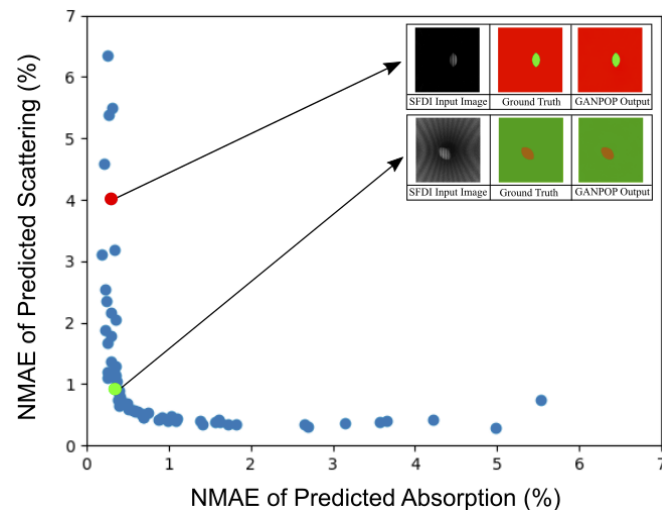 7
6
5
4
3
2
1
0
NMAE of Predicted Scattering (%)
SFDI Input Image Ground Truth GANPOP Output
SFDI Input Image Ground Truth GANPOP Output
0 1 2 3 4 5 6 7
NMAE of Predicted Absorption (%)